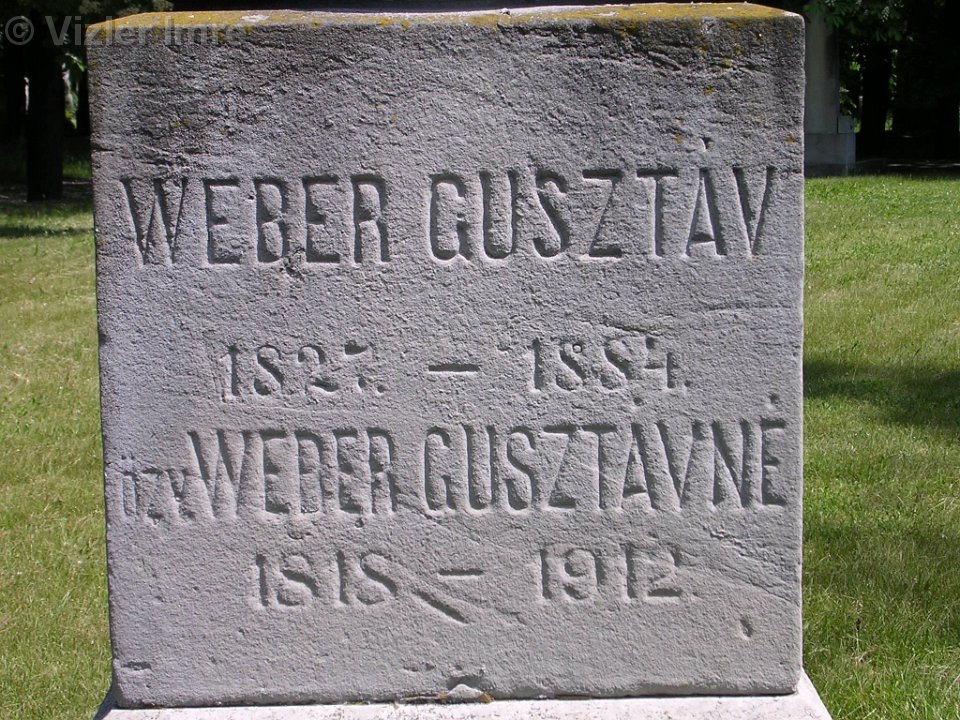 © Vizler Imre
WEBER GUSZTÁV
1827. — 1884.
özv. WEBER GUSZTÁVNÉ
1818 — 1912.